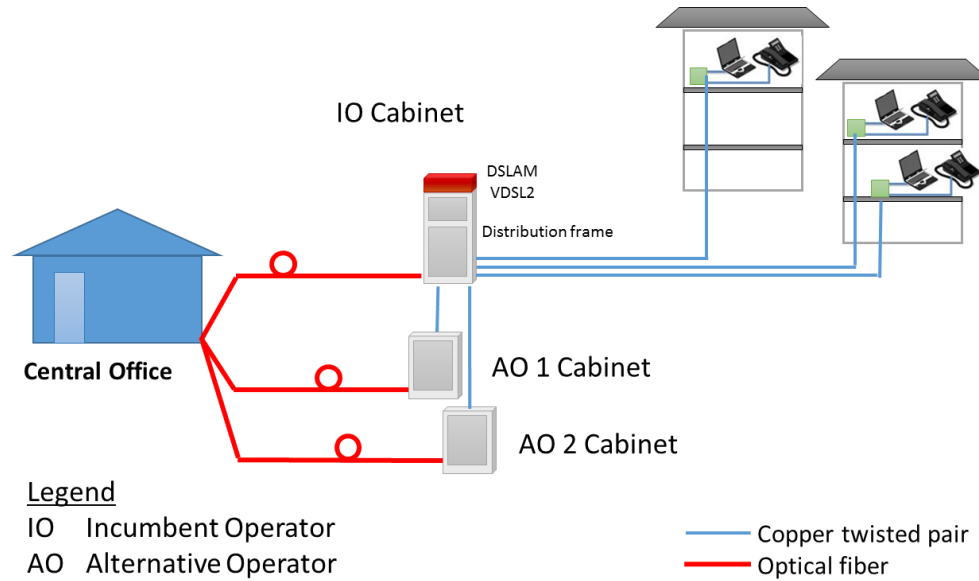 IO Cabinet
DSLAM
VDSL2
Distribution frame
Central Office
AO 1 Cabinet
AO 2 Cabinet
Legend
IO Incumbent Operator
AO Alternative Operator
Copper twisted pair
Optical fiber